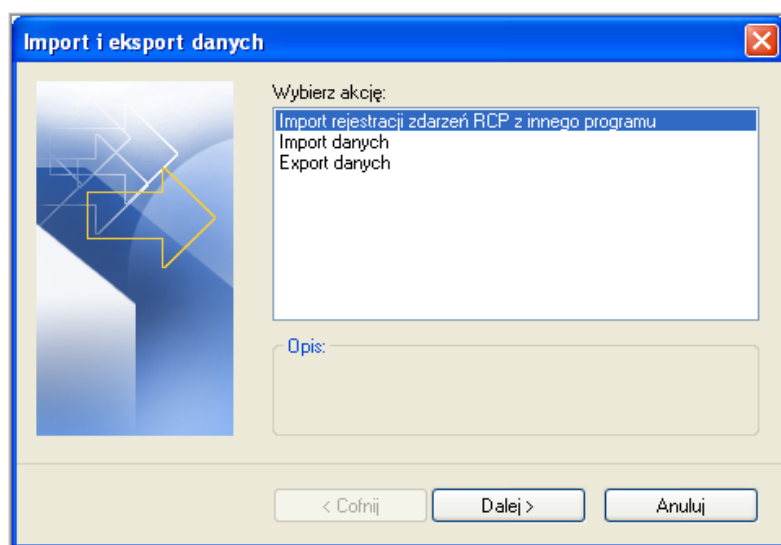 Import i eksport danych
Wybierz akcję:
Import rejestracji zdarzeń RCP z innego programu
Import danych
Export danych
Opis:
< Cofnij
Dalej >
Anuluj